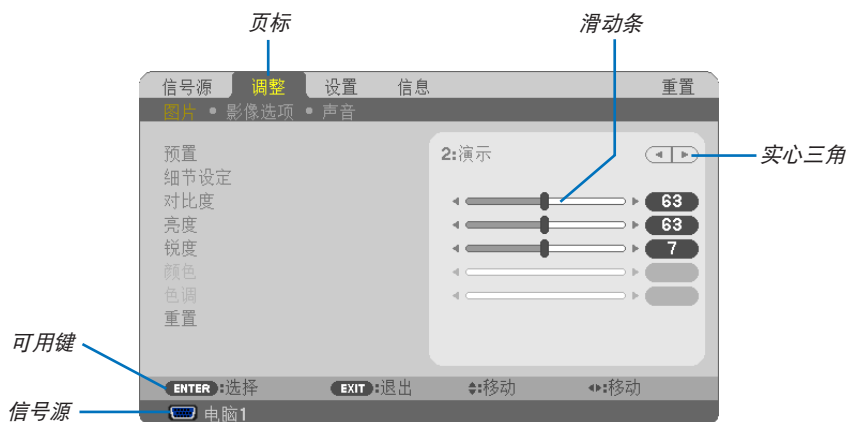 页标 滑动条
信号源 调整 设置 信息 重置
图片 • 影像选项 • 声音
预置 2:演示
实心三角
细节设定
对比度 63
亮度 63
锐度 7
颜色
色调
重置
可用键
ENTER:选择 EXIT:退出 :移动 :移动
信号源
电脑1